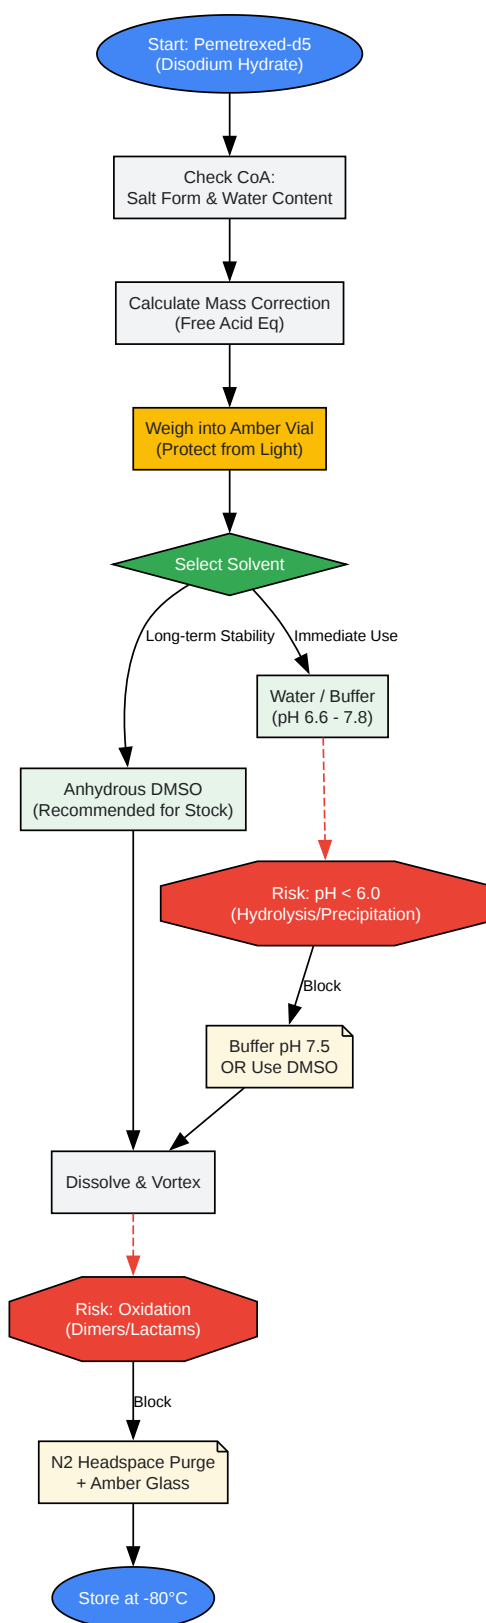 Start: Pemetrexed-d5
(Disodium Hydrate)
Check CoA:
Salt Form & Water Content
Calculate Mass Correction
(Free Acid Eq)
Weigh into Amber Vial
(Protect from Light)
Select Solvent
Long-term Stability
Immediate Use
Water / Buffer
(pH 6.6 - 7.8)
Anhydrous DMSO
(Recommended for Stock)
Risk: pH < 6.0
(Hydrolysis/Precipitation)
Block
Buffer pH 7.5
OR Use DMSO
Dissolve & Vortex
Risk: Oxidation
(Dimers/Lactams)
Block
N2 Headspace Purge
+ Amber Glass
Store at -80°C